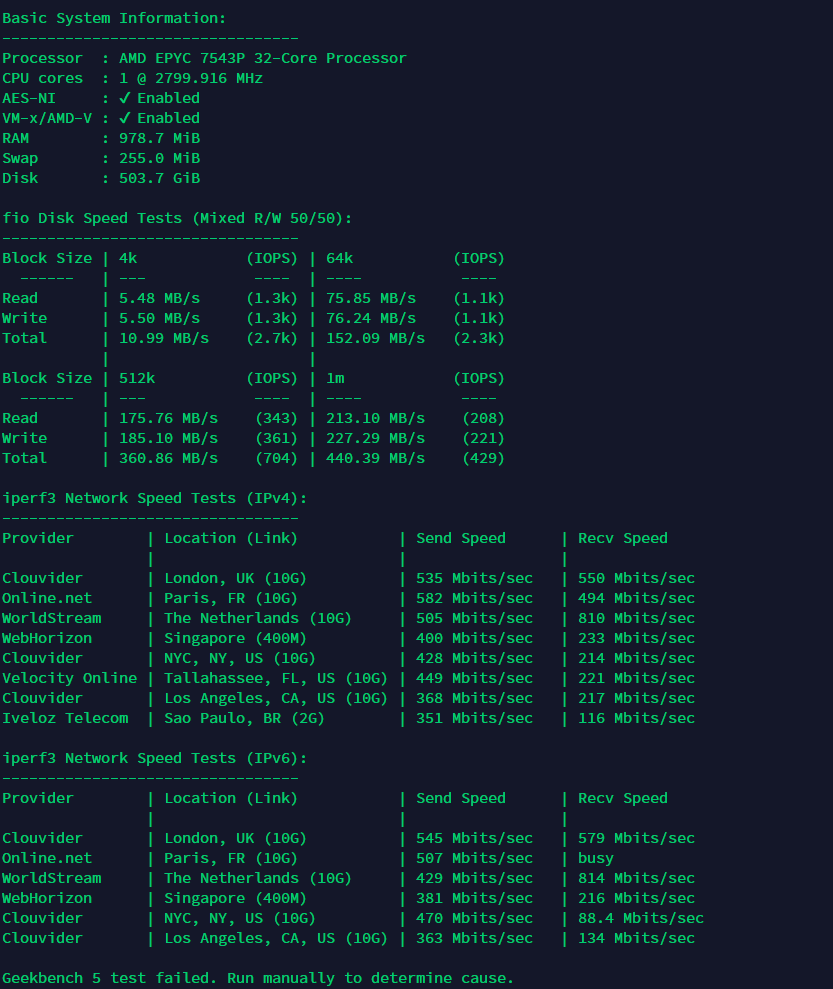 Basic System Information:
---------------------------------
Processor  : AMD EPYC 7543P 32-Core Processor
CPU cores  : 1 @ 2799.916 MHz
AES-NI     : ✔ Enabled
VM-x/AMD-V : ✔ Enabled
RAM        : 978.7 MiB
Swap       : 255.0 MiB
Disk       : 503.7 GiB

fio Disk Speed Tests (Mixed R/W 50/50):
---------------------------------
Block Size | 4k            (IOPS) | 64k           (IOPS)
  ------   | ---            ----  | ----           ----
Read       | 5.48 MB/s     (1.3k) | 75.85 MB/s    (1.1k)
Write      | 5.50 MB/s     (1.3k) | 76.24 MB/s    (1.1k)
Total      | 10.99 MB/s    (2.7k) | 152.09 MB/s   (2.3k)
           |                      |
Block Size | 512k          (IOPS) | 1m            (IOPS)
  ------   | ---            ----  | ----           ----
Read       | 175.76 MB/s    (343) | 213.10 MB/s    (208)
Write      | 185.10 MB/s    (361) | 227.29 MB/s    (221)
Total      | 360.86 MB/s    (704) | 440.39 MB/s    (429)

iperf3 Network Speed Tests (IPv4):
---------------------------------
Provider        | Location (Link)           | Send Speed      | Recv Speed
                |                           |                 |
Clouvider       | London, UK (10G)          | 535 Mbits/sec   | 550 Mbits/sec
Online.net      | Paris, FR (10G)           | 582 Mbits/sec   | 494 Mbits/sec
WorldStream     | The Netherlands (10G)     | 505 Mbits/sec   | 810 Mbits/sec
WebHorizon      | Singapore (400M)          | 400 Mbits/sec   | 233 Mbits/sec
Clouvider       | NYC, NY, US (10G)         | 428 Mbits/sec   | 214 Mbits/sec
Velocity Online | Tallahassee, FL, US (10G) | 449 Mbits/sec   | 221 Mbits/sec
Clouvider       | Los Angeles, CA, US (10G) | 368 Mbits/sec   | 217 Mbits/sec
Iveloz Telecom  | Sao Paulo, BR (2G)        | 351 Mbits/sec   | 116 Mbits/sec

iperf3 Network Speed Tests (IPv6):
---------------------------------
Provider        | Location (Link)           | Send Speed      | Recv Speed
                |                           |                 |
Clouvider       | London, UK (10G)          | 545 Mbits/sec   | 579 Mbits/sec
Online.net      | Paris, FR (10G)           | 507 Mbits/sec   | busy
WorldStream     | The Netherlands (10G)     | 429 Mbits/sec   | 814 Mbits/sec
WebHorizon      | Singapore (400M)          | 381 Mbits/sec   | 216 Mbits/sec
Clouvider       | NYC, NY, US (10G)         | 470 Mbits/sec   | 88.4 Mbits/sec
Clouvider       | Los Angeles, CA, US (10G) | 363 Mbits/sec   | 134 Mbits/sec

Geekbench 5 test failed. Run manually to determine cause.